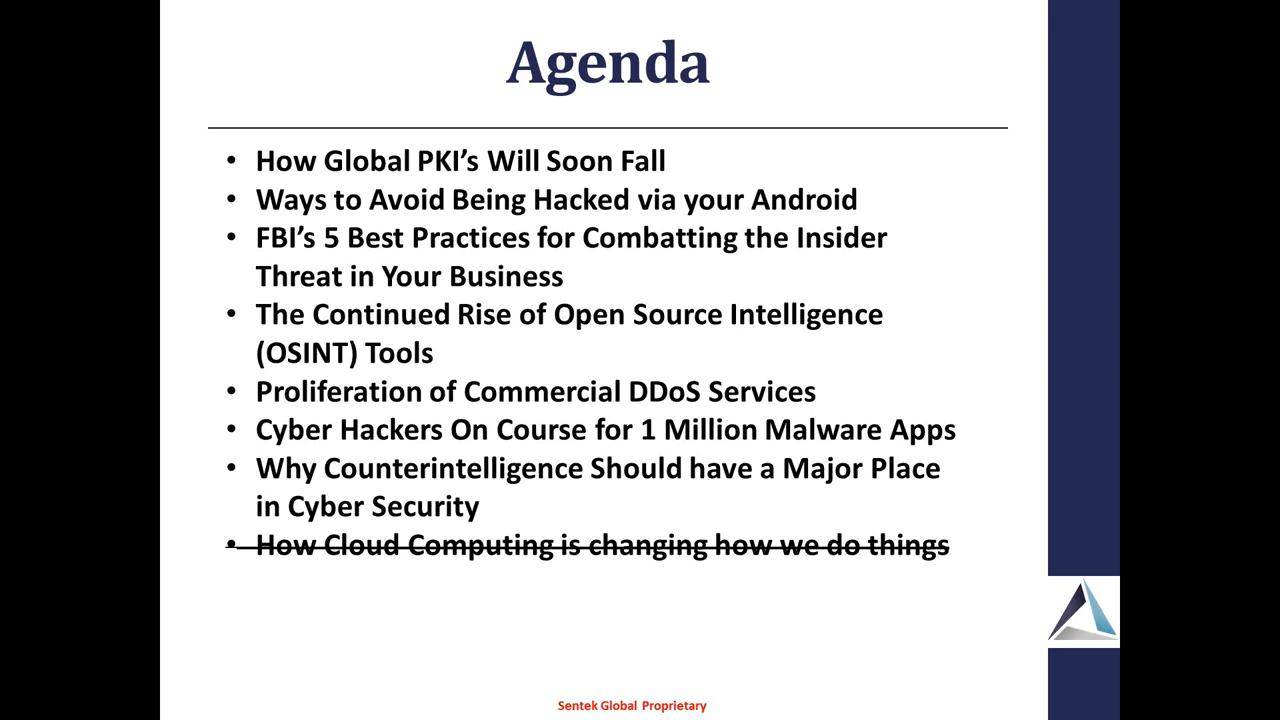 Agenda
• How Global PKI’s Will Soon Fall
• Ways to Avoid Being Hacked via your Android
• FBI’s 5 Best Practices for Combatting the Insider
Threat in Your Business
• The Continued Rise of Open Source Intelligence
(OSINT) Tools
• Proliferation of Commercial DDoS Services
• Cyber Hackers On Course for 1 Million Malware Apps
• Why Counterintelligence Should have a Major Place
in Cyber Security
• How Cloud Computing is changing how we do things
Sentek Global Proprietary